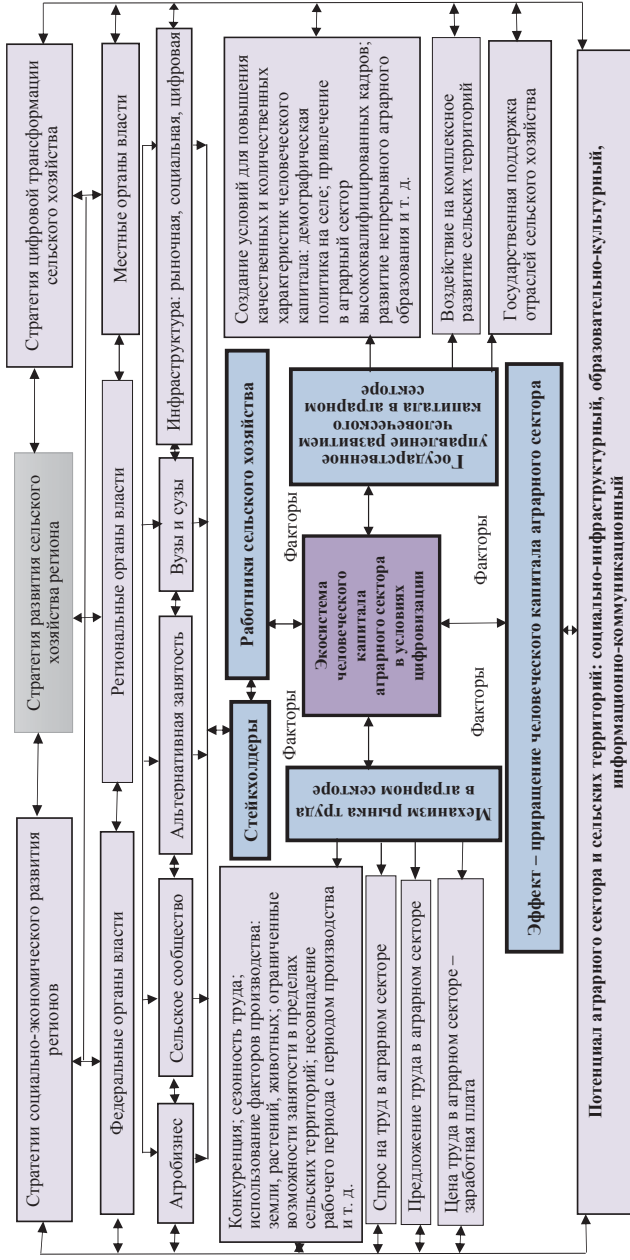 Стратегии социально-экономического развития
регионов
Стратегия развития сельского
хозяйства региона
Стратегия цифровой трансформации
сельского хозяйства
Федеральные органы власти
Региональные органы власти
Местные органы власти
Агробизнес
Сельское сообщество
Альтернативная занятость
Вузы и сузы
Инфраструктура: рыночная, социальная, цифровая
Стейкхолдеры
Работники сельского хозяйства
Конкуренция; сезонность труда;
использование факторов производства:
земли, растений, животных; ограниченные
возможности занятости в пределах
сельских территорий; несовпадение
рабочего периода с периодом производства
и т. д.
Спрос на труд в аграрном секторе
Предложение труда в аграрном секторе
Цена труда в аграрном секторе –
заработная плата
Механизм рынка труда
в аграрном секторе
Факторы
Факторы
Экосистема
человеческого
капитала
аграрного сектора
в условиях
цифровизации
Факторы
Факторы
Государственное
управление развитием
человеческого
капитала в аграрном
секторе
Создание условий для повышения
качественных и количественных
характеристик человеческого
капитала: демографическая
политика на селе; привлечение
в аграрный сектор
высококвалифицированных кадров;
развитие непрерывного аграрного
образования и т. д.
Воздействие на комплексное
развитие сельских территорий
Государственная поддержка
отраслей сельского хозяйства
Эффект – приращение человеческого капитала аграрного сектора
Потенциал аграрного сектора и сельских территорий: социально-инфраструктурный, образовательно-культурный,
информационно-коммуникационный